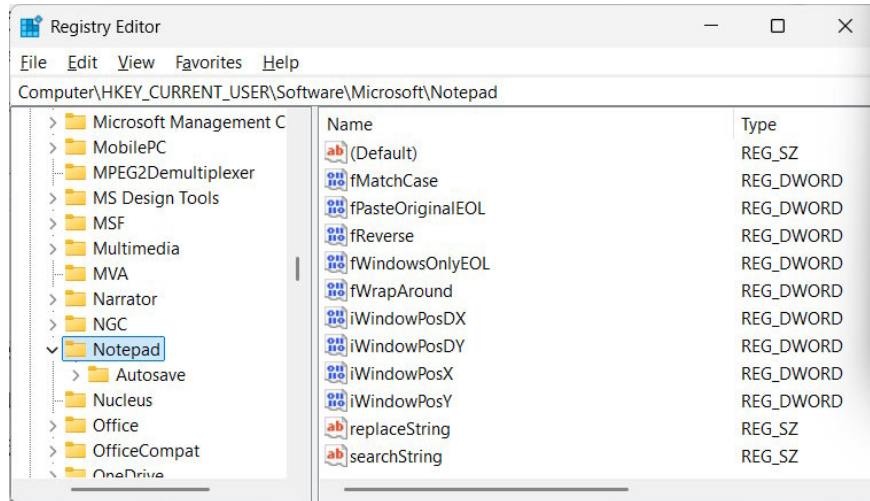 Registry Editor
File Edit View Favorites Help
Computer\HKEY_CURRENT_USER\Software\Microsoft\Notepad
Microsoft Management C
MobilePC
MPEG2Demultiplexer
MS Design Tools
MSF
Multimedia
MVA
Narrator
NGC
Notepad
Autosave
Nucleus
Office
OfficeCompat
OneDrive
Name Type
(Default) REG_SZ
fMatchCase REG_DWORD
fPasteOriginalEOL REG_DWORD
fReverse REG_DWORD
fWindowsOnlyEOL REG_DWORD
fWrapAround REG_DWORD
iWindowPosDX REG_DWORD
iWindowPosDY REG_DWORD
iWindowPosX REG_DWORD
iWindowPosY REG_DWORD
replaceString REG_SZ
searchString REG_SZ